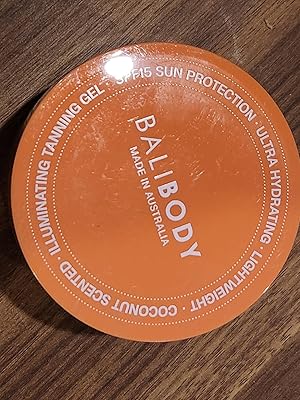 BALIBODY
MADE IN AUSTRALIA
ILLUMINATING TANNING GEL · SPF15 SUN PROTECTION · ULTRA HYDRATING · LIGHTWEIGHT · COCONUT SCENTED ·